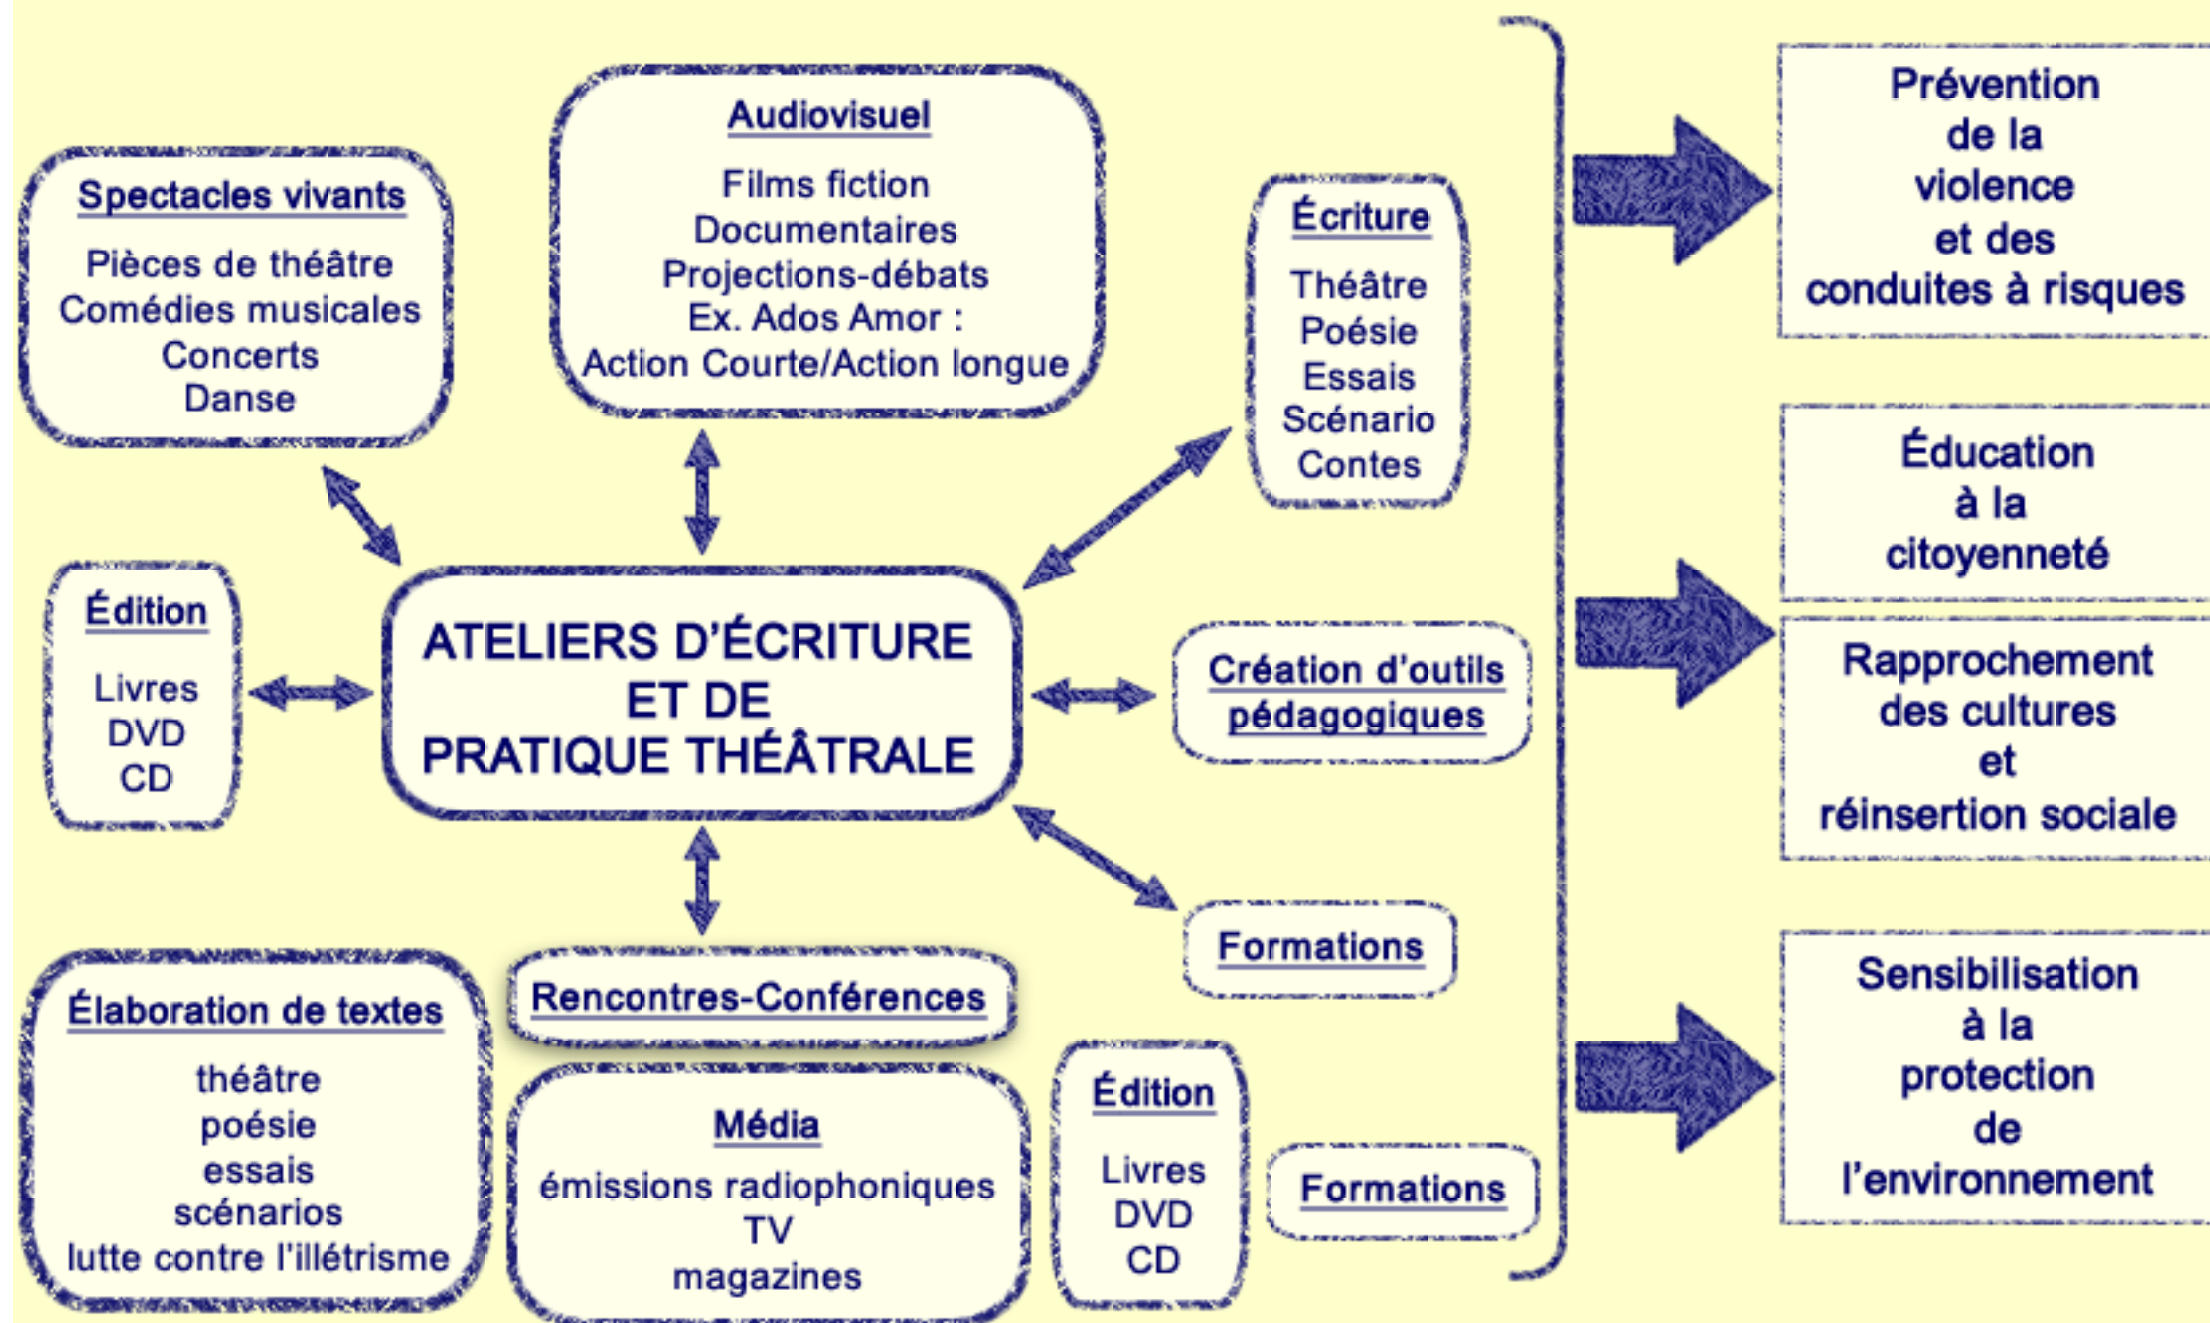 Spectacles vivants
Pièces de théâtre
Comédies musicales
Concerts
Danse
Audiovisuel
Films fiction
Documentaires
Projections-débats
Ex. Ados Amor :
Action Courte/Action longue
Écriture
Théâtre
Poésie
Essais
Scénario
Contes
Édition
Livres
DVD
CD
ATELIERS D'ÉCRITURE
ET DE
PRATIQUE THÉÂTRALE
Création d'outils
pédagogiques
Formations
Rencontres-Conférences
Élaboration de textes
théâtre
poésie
essais
scénarios
lutte contre l'illétrisme
Média
émissions radiophoniques
TV
magazines
Édition
Livres
DVD
CD
Formations
Prévention
de la
violence
et des
conduites à risques
Éducation
à la
citoyenneté
Rapprochement
des cultures
et
réinsertion sociale
Sensibilisation
à la
protection
de
l'environnement